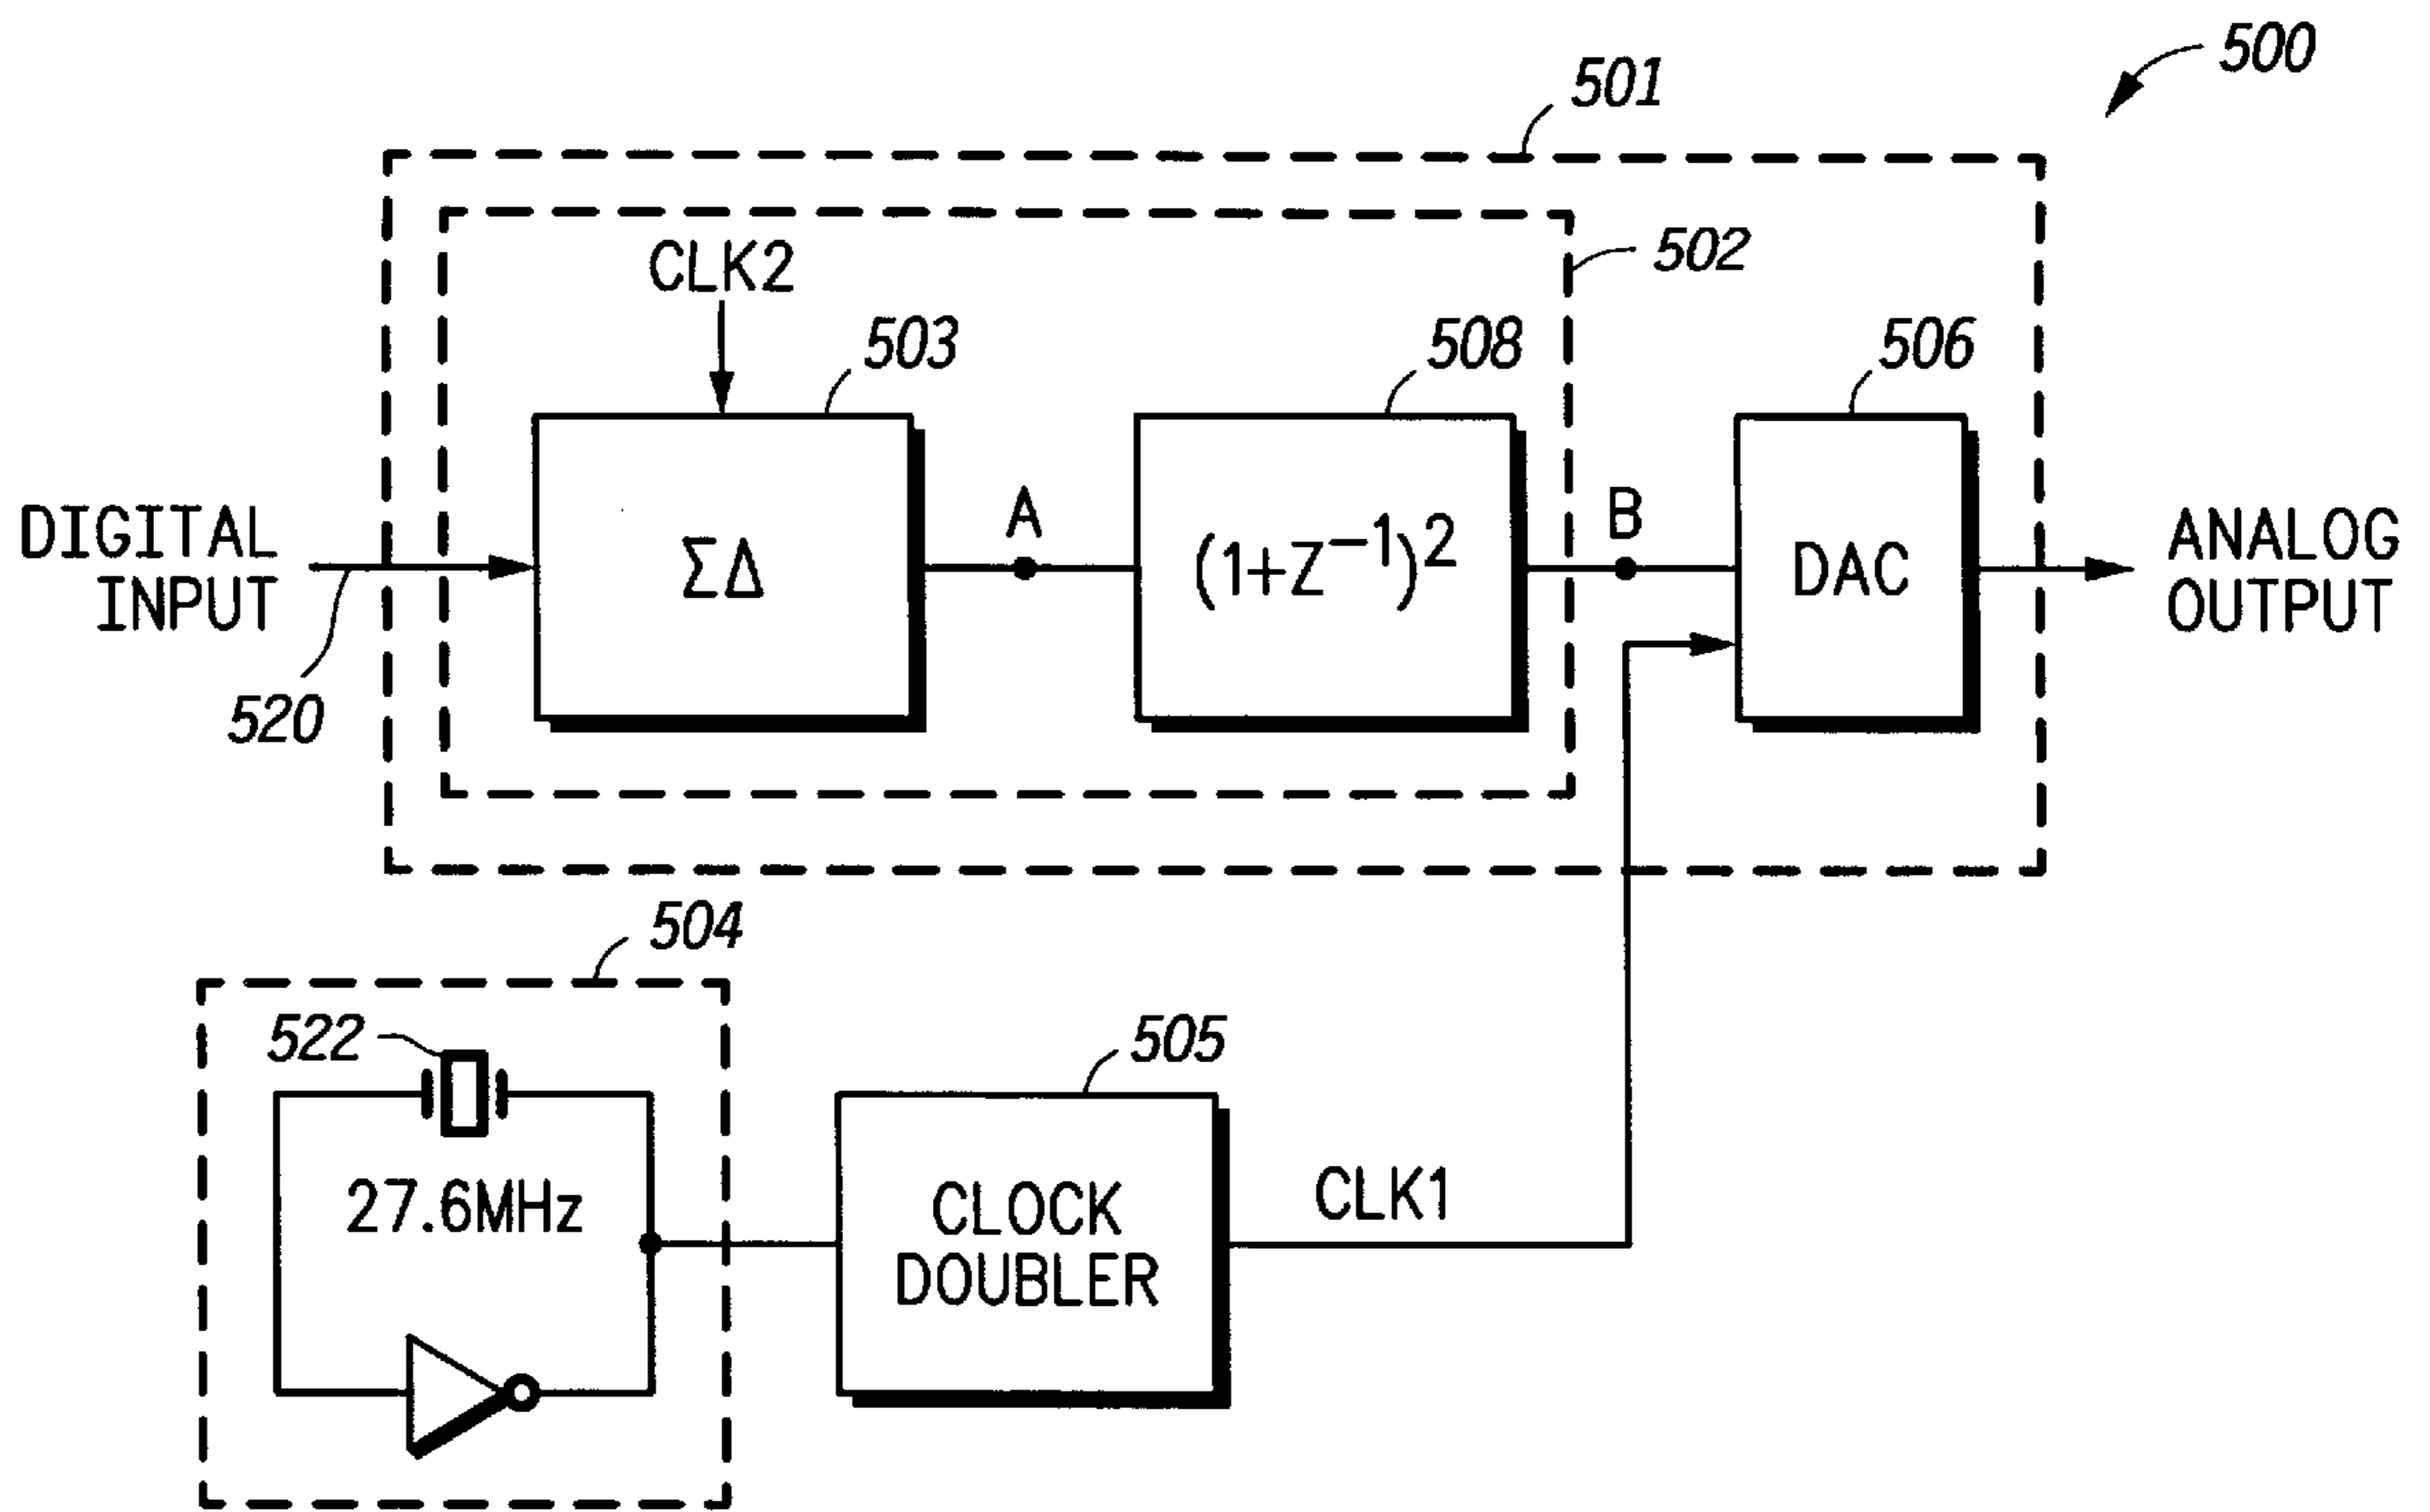 500
501
502
CLK2
503
508
506
DIGITAL
INPUT
520
ΣΔ
A
(1+Z⁻¹)²
B
DAC
ANALOG
OUTPUT
504
522
27.6MHz
505
CLOCK
DOUBLER
CLK1